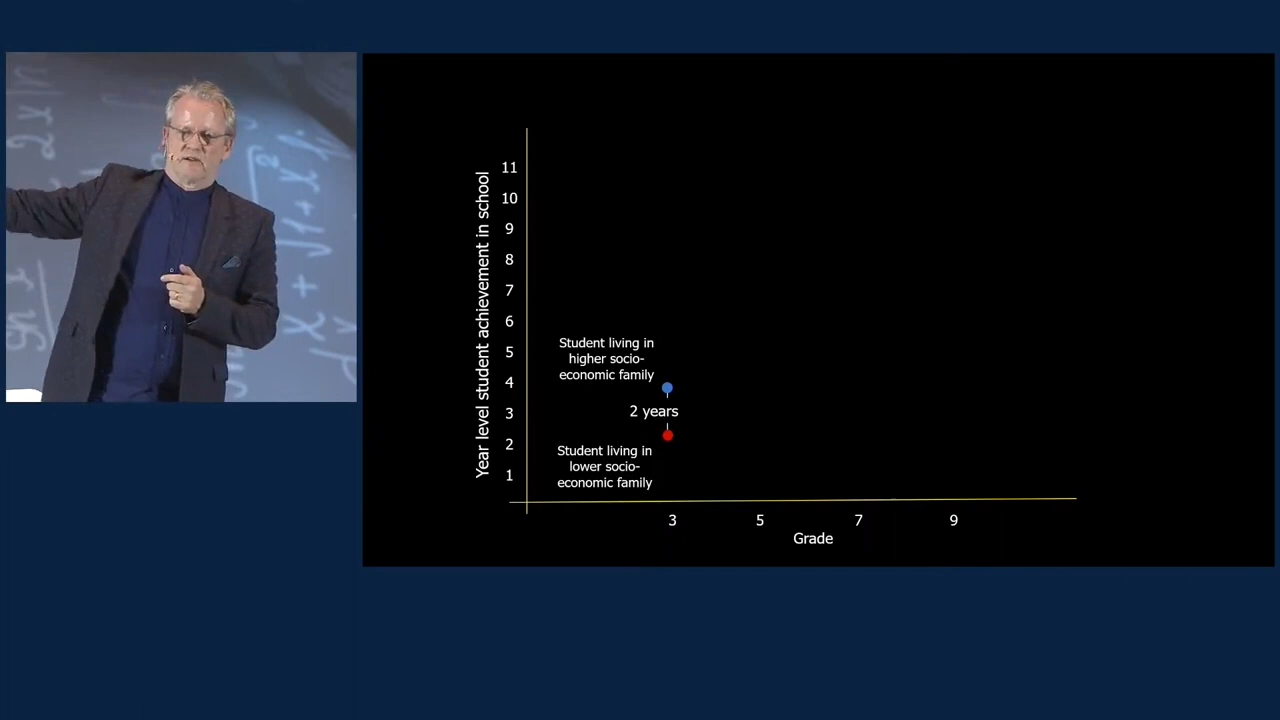 Year level student achievement in school
11
10
9
8
7
6
5
4
3
2
1
Student living in
higher socio-
economic family
2 years
Student living in
lower socio-
economic family
3 5 7 9
Grade